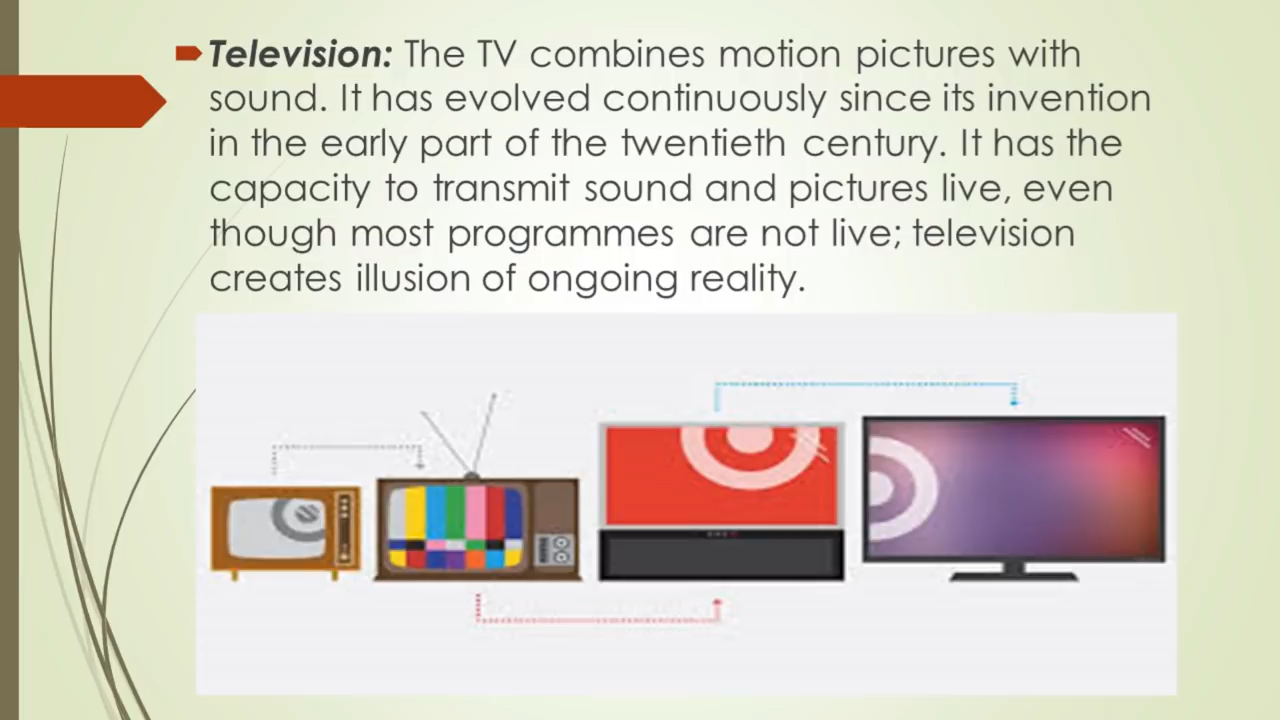 Television: The TV combines motion pictures with
sound. It has evolved continuously since its invention
in the early part of the twentieth century. It has the
capacity to transmit sound and pictures live, even
though most programmes are not live; television
creates illusion of ongoing reality.